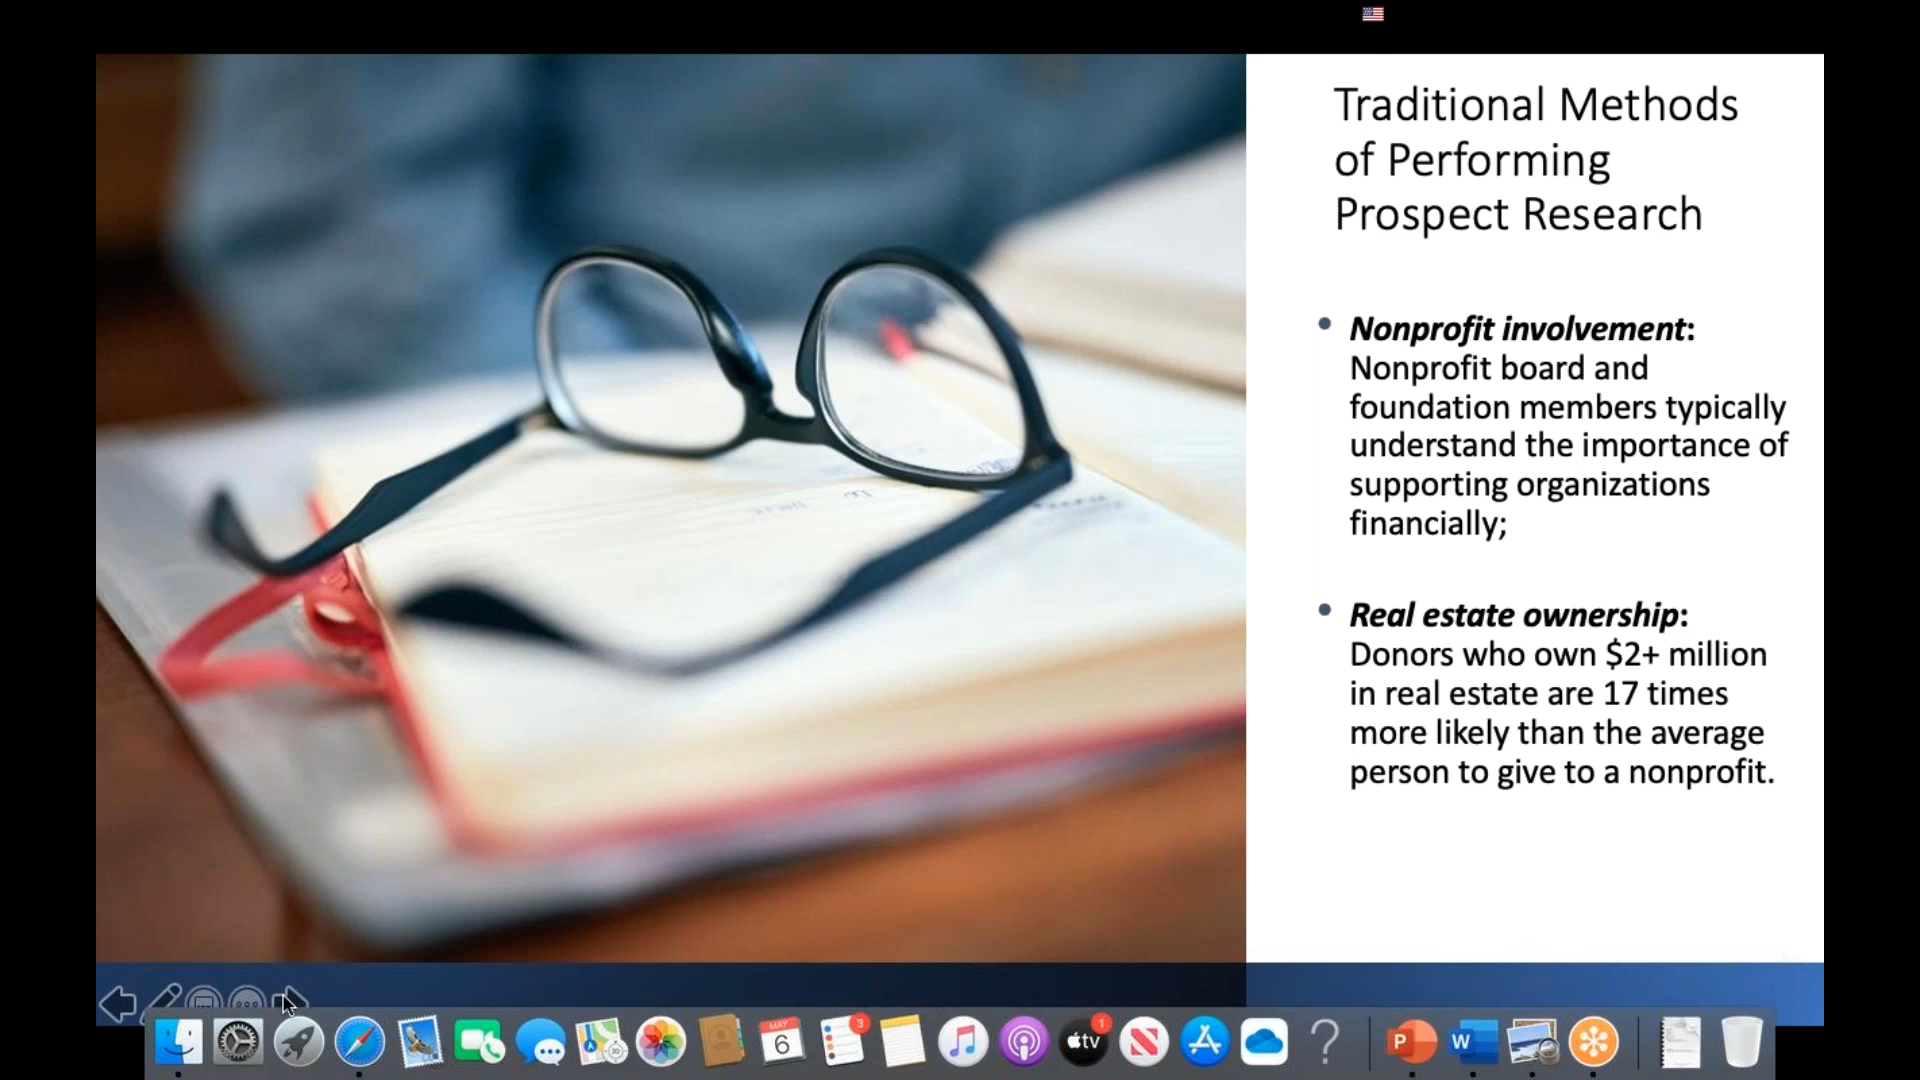 Traditional Methods
of Performing
Prospect Research
• Nonprofit involvement:
Nonprofit board and
foundation members typically
understand the importance of
supporting organizations
financially;
• Real estate ownership:
Donors who own $2+ million
in real estate are 17 times
more likely than the average
person to give to a nonprofit.
MAY
6
3
tv
1
?
P
W